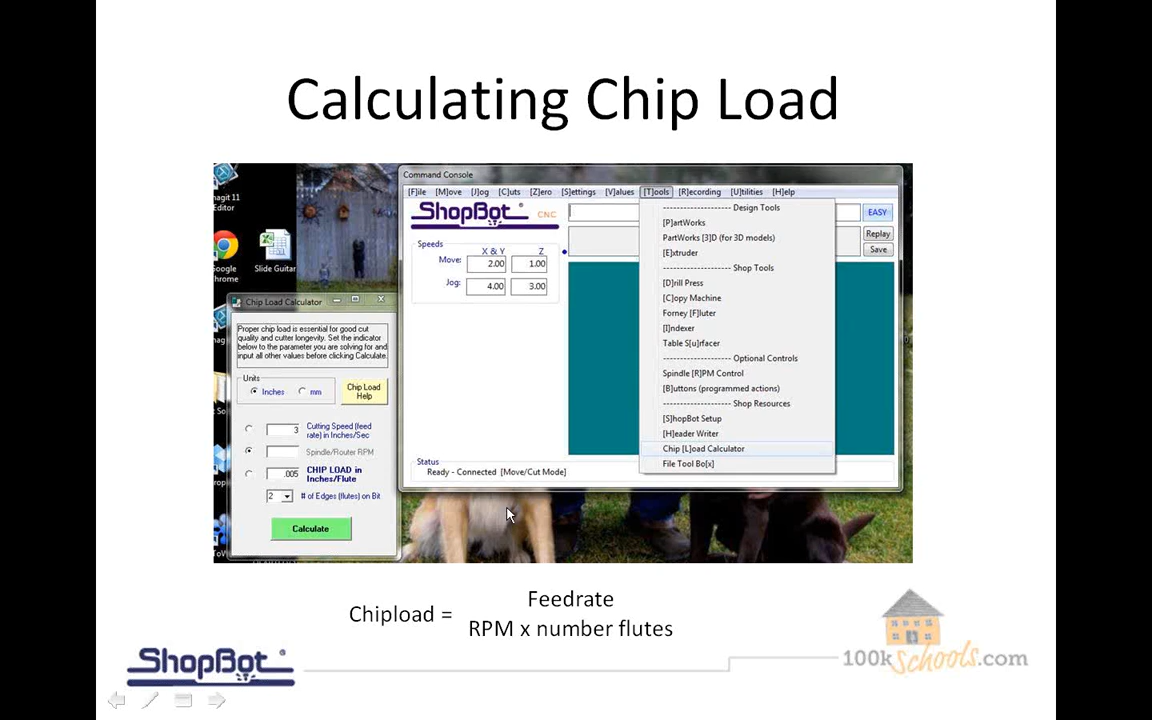 Calculating Chip Load
Editor
Slide Guitar
Command Console
[F]ile [M]ove [J]og [C]uts [Z]ero [S]ettings [V]alues [T]ools [R]ecording [U]tilities [H]elp
ShopBot ® CNC
EASY
Replay
Save
Speeds
X & Y Z
Move: 2.00 1.00
Jog: 4.00 3.00
-------------------- Design Tools
[P]artWorks
PartWorks [3]D (for 3D models)
[E]xtruder
-------------------- Shop Tools
[D]rill Press
[C]opy Machine
Forney [F]luter
[I]ndexer
Table S[u]rfacer
-------------------- Optional Controls
Spindle [R]PM Control
[B]uttons (programmed actions)
-------------------- Shop Resources
[S]hopBot Setup
[H]eader Writer
Chip [L]oad Calculator
File Tool Bo[x]
Status
Ready - Connected [Move/Cut Mode]
Chip Load Calculator
Proper chip load is essential for good cut
quality and cutter longevity. Set the indicator
below to the parameter you are solving for and
input all other values before clicking Calculate.
Units
Inches mm
Chip Load
Help
3 Cutting Speed (feed
rate) in Inches/Sec
Spindle/Router RPM
.005 CHIP LOAD in
Inches/Flute
2 # of Edges (flutes) on Bit
Calculate
Chipload = Feedrate
RPM x number flutes
ShopBot ®
100kSchools.com